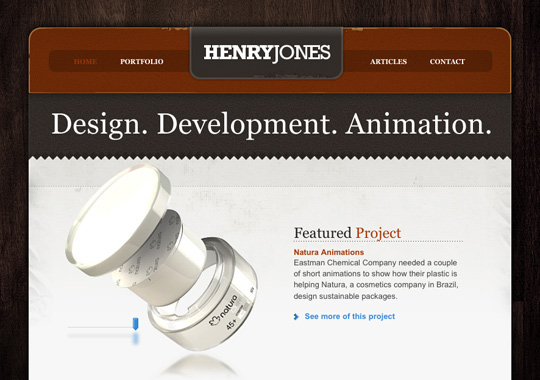 HENRYJONES
HOME PORTFOLIO ARTICLES CONTACT
Design. Development. Animation.
Featured Project
Natura Animations
Eastman Chemical Company needed a couple
of short animations to show how their plastic is
helping Natura, a cosmetics company in Brazil,
design sustainable packages.
See more of this project
natura
45+